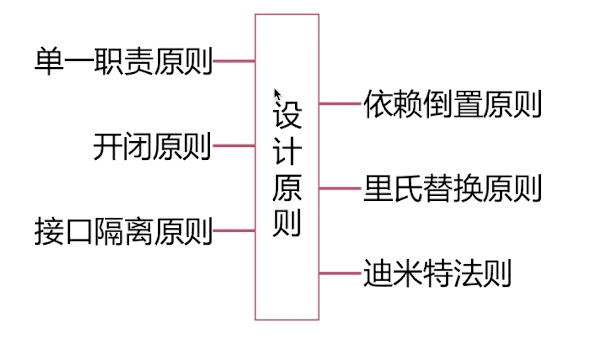 单一职责原则
开闭原则
接口隔离原则
设计原则
依赖倒置原则
里氏替换原则
迪米特法则